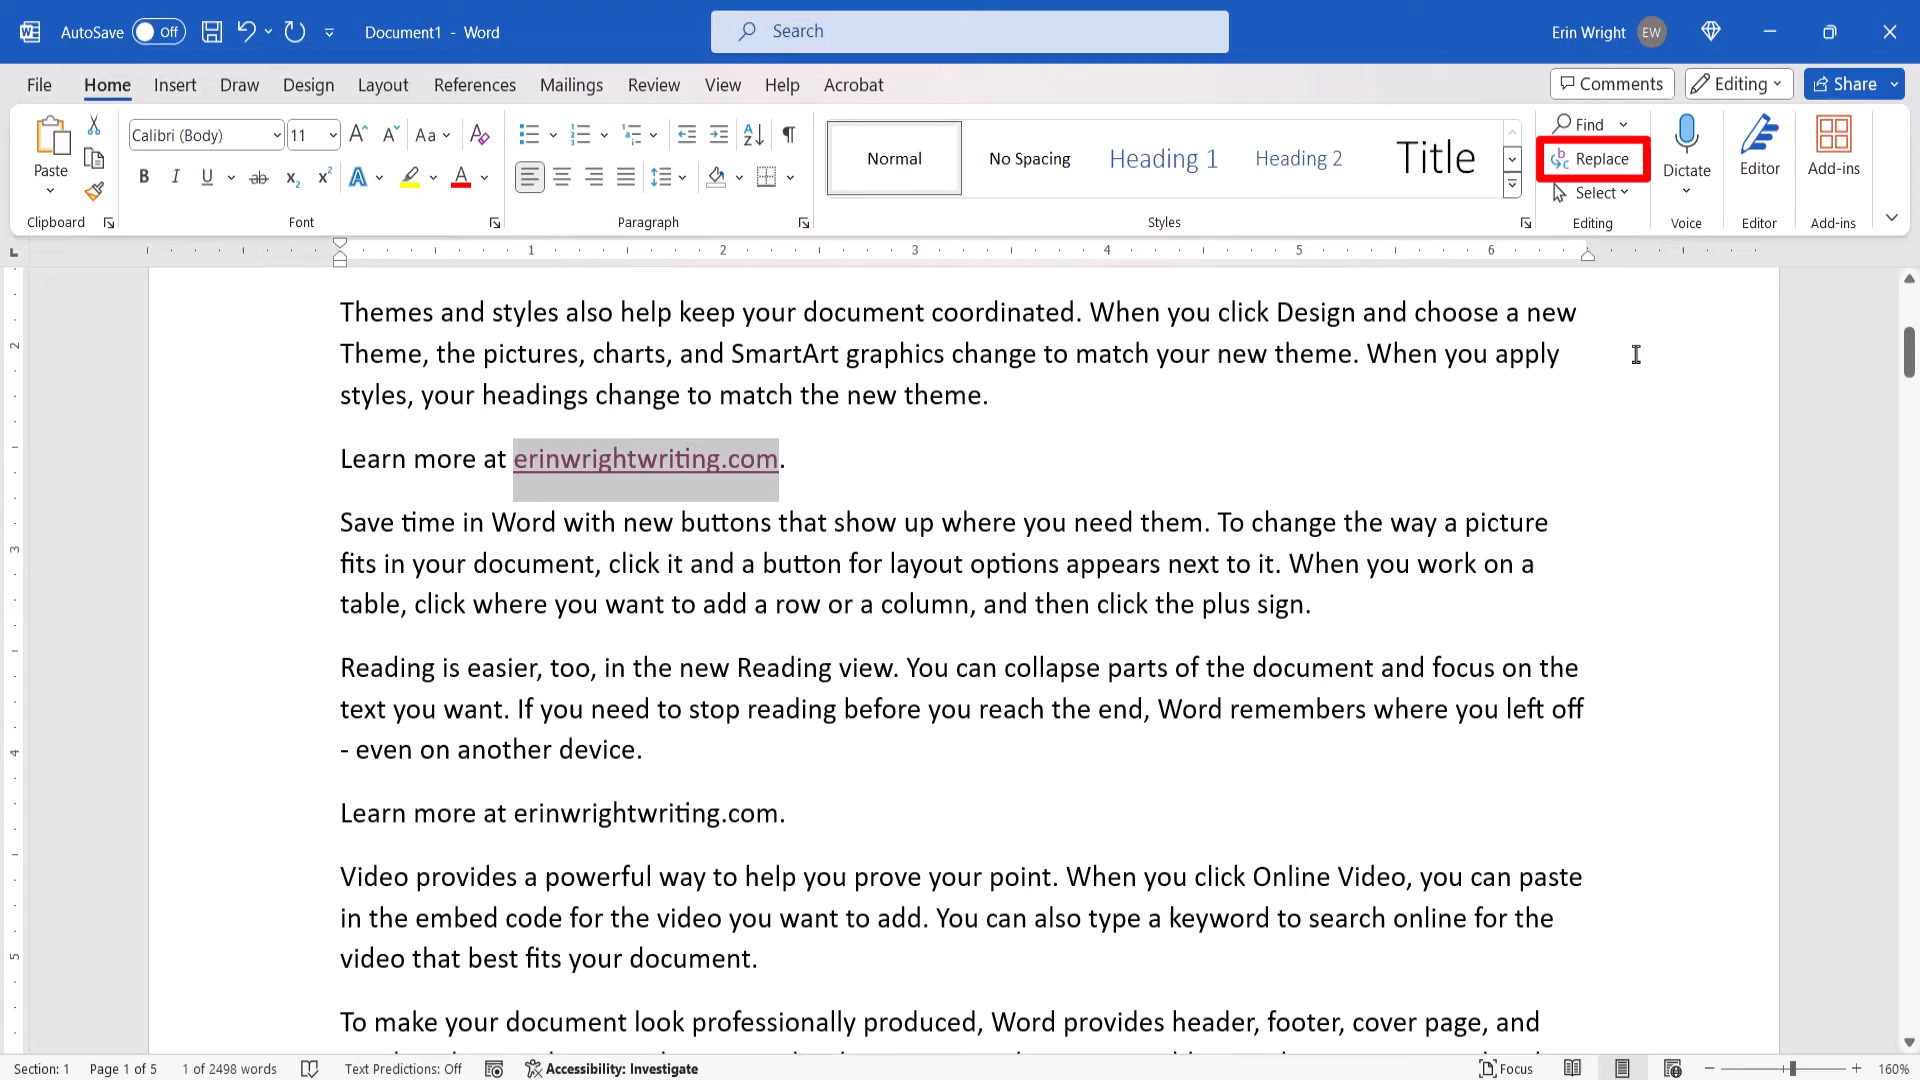 AutoSave Off Document1 - Word Search Erin Wright EW
File Home Insert Draw Design Layout References Mailings Review View Help Acrobat Comments Editing Share
Calibri (Body) 11 Aa Normal No Spacing Heading 1 Heading 2 Title Find
Paste Replace Dictate Editor Add-ins
B I U ab x₂ x² A A Select
Clipboard Font Paragraph Styles Editing Voice Editor Add-ins
1 2 3 4 5 6
Themes and styles also help keep your document coordinated. When you click Design and choose a new
Theme, the pictures, charts, and SmartArt graphics change to match your new theme. When you apply
styles, your headings change to match the new theme.
Learn more at erinwrightwriting.com.
Save time in Word with new buttons that show up where you need them. To change the way a picture
fits in your document, click it and a button for layout options appears next to it. When you work on a
table, click where you want to add a row or a column, and then click the plus sign.
Reading is easier, too, in the new Reading view. You can collapse parts of the document and focus on the
text you want. If you need to stop reading before you reach the end, Word remembers where you left off
- even on another device.
Learn more at erinwrightwriting.com.
Video provides a powerful way to help you prove your point. When you click Online Video, you can paste
in the embed code for the video you want to add. You can also type a keyword to search online for the
video that best fits your document.
To make your document look professionally produced, Word provides header, footer, cover page, and
2
3
4
5
Section: 1 Page 1 of 5 1 of 2498 words Text Predictions: Off Accessibility: Investigate Focus 160%